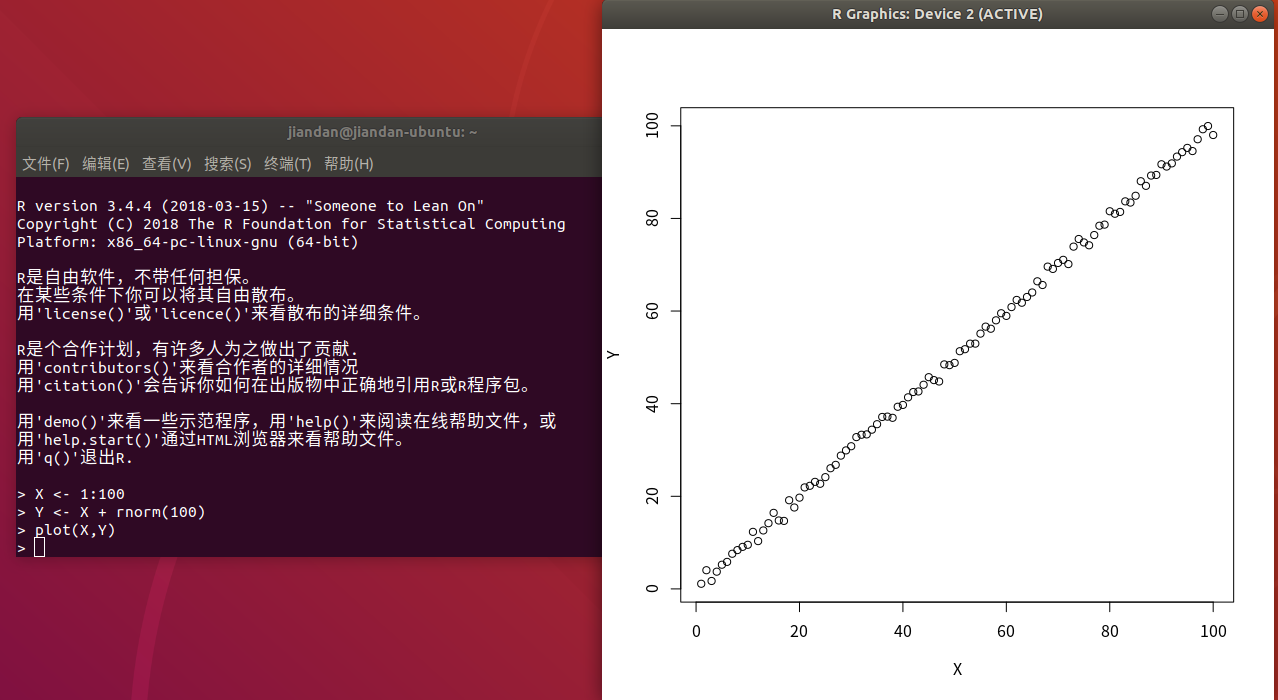 jiandan@jiandan-ubuntu: ~
文件(F) 编辑(E) 查看(V) 搜索(S) 终端(T) 帮助(H)
R version 3.4.4 (2018-03-15) -- "Someone to Lean On"
Copyright (C) 2018 The R Foundation for Statistical Computing
Platform: x86_64-pc-linux-gnu (64-bit)
R是自由软件，不带任何担保。
在某些条件下你可以将其自由散布。
用'license()'或'licence()'来看散布的详细条件。
R是个合作计划，有许多人为之做出了贡献.
用'contributors()'来看合作者的详细情况
用'citation()'会告诉你如何在出版物中正确地引用R或R程序包。
用'demo()'来看一些示范程序，用'help()'来阅读在线帮助文件，或
用'help.start()'通过HTML浏览器来看帮助文件。
用'q()'退出R.
> X <- 1:100
> Y <- X + rnorm(100)
> plot(X,Y)
>
R Graphics: Device 2 (ACTIVE)
100
80
60
Y
40
20
0
0 20 40 60 80 100
X